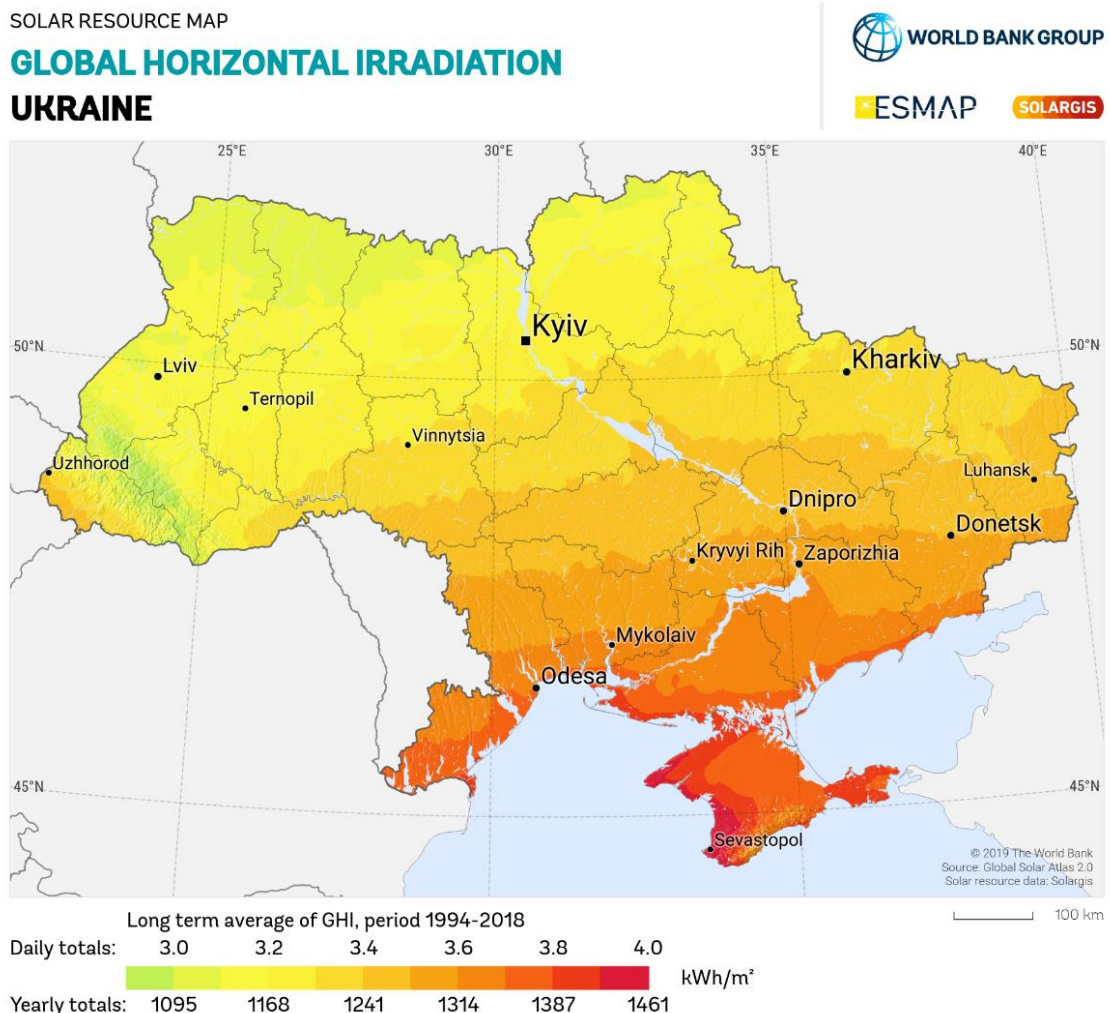 SOLAR RESOURCE MAP
GLOBAL HORIZONTAL IRRADIATION
UKRAINE
WORLD BANK GROUP
ESMAP
SOLARGIS
25°E 30°E 35°E 40°E
Kyiv
50°N
50°N
Kharkiv
Lviv
Ternopil
Vinnytsia
Uzhhorod
Luhansk
Dnipro
Donetsk
Kryvyi Rih
Zaporizhia
Mykolaiv
Odesa
45°N
45°N
Sevastopol
© 2019 The World Bank
Source: Global Solar Atlas 2.0
Solar resource data: Solargis
100 km
Long term average of GHI, period 1994-2018
Daily totals: 3.0 3.2 3.4 3.6 3.8 4.0
kWh/m²
Yearly totals: 1095 1168 1241 1314 1387 1461